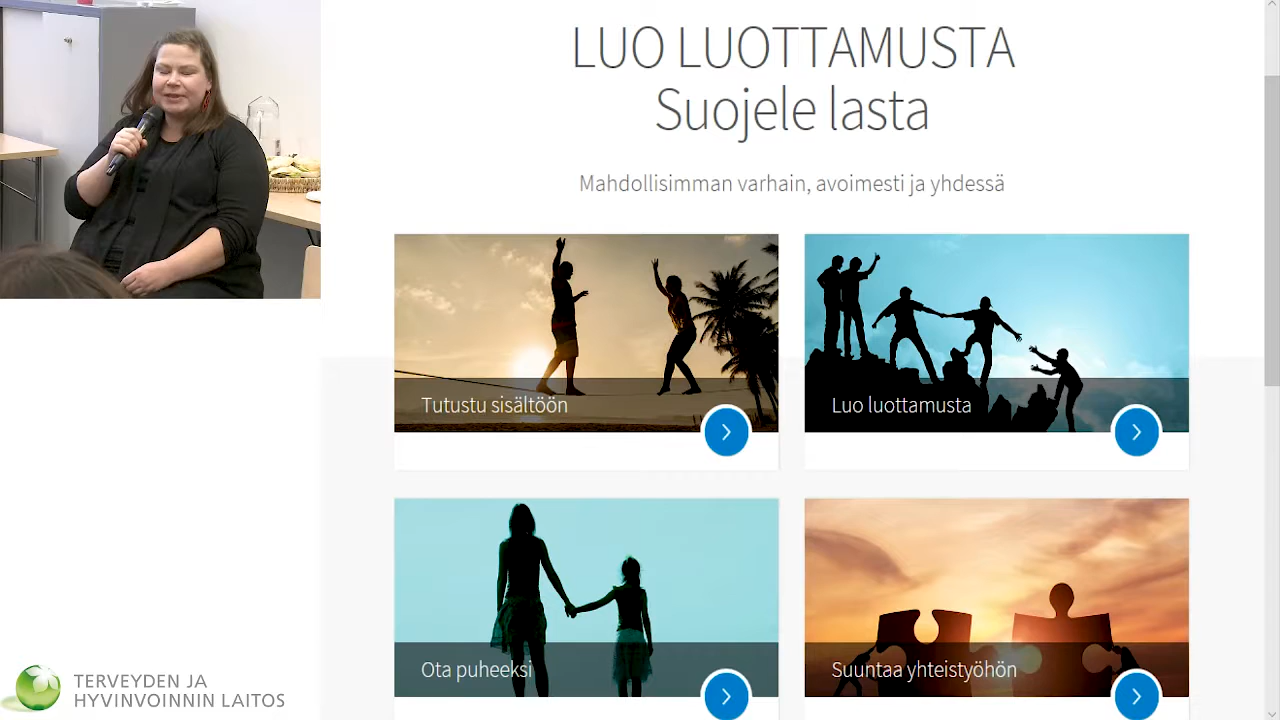 LUO LUOTTAMUSTA
Suojele lasta
Mahdollisimman varhain, avoimesti ja yhdessä
Tutustu sisältöön
Luo luottamusta
Ota puheeksi
Suuntaa yhteistyöhön
TERVEYDEN JA
HYVINVOINNIN LAITOS